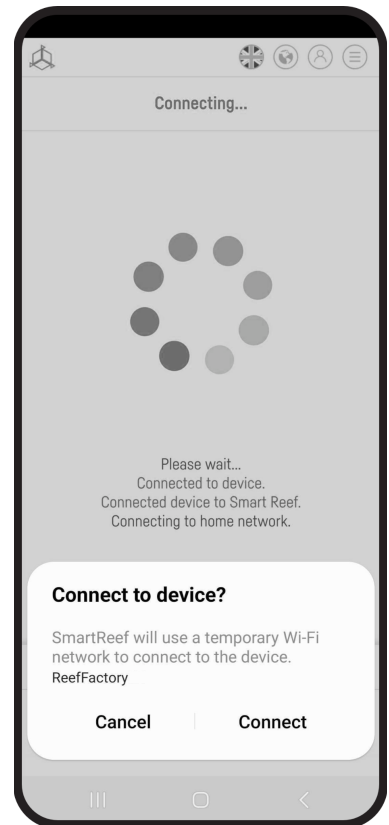 Connecting...
Please wait...
Connected to device.
Connected device to Smart Reef.
Connecting to home network.
Connect to device?
SmartReef will use a temporary Wi-Fi
network to connect to the device.
ReefFactory
Cancel
Connect